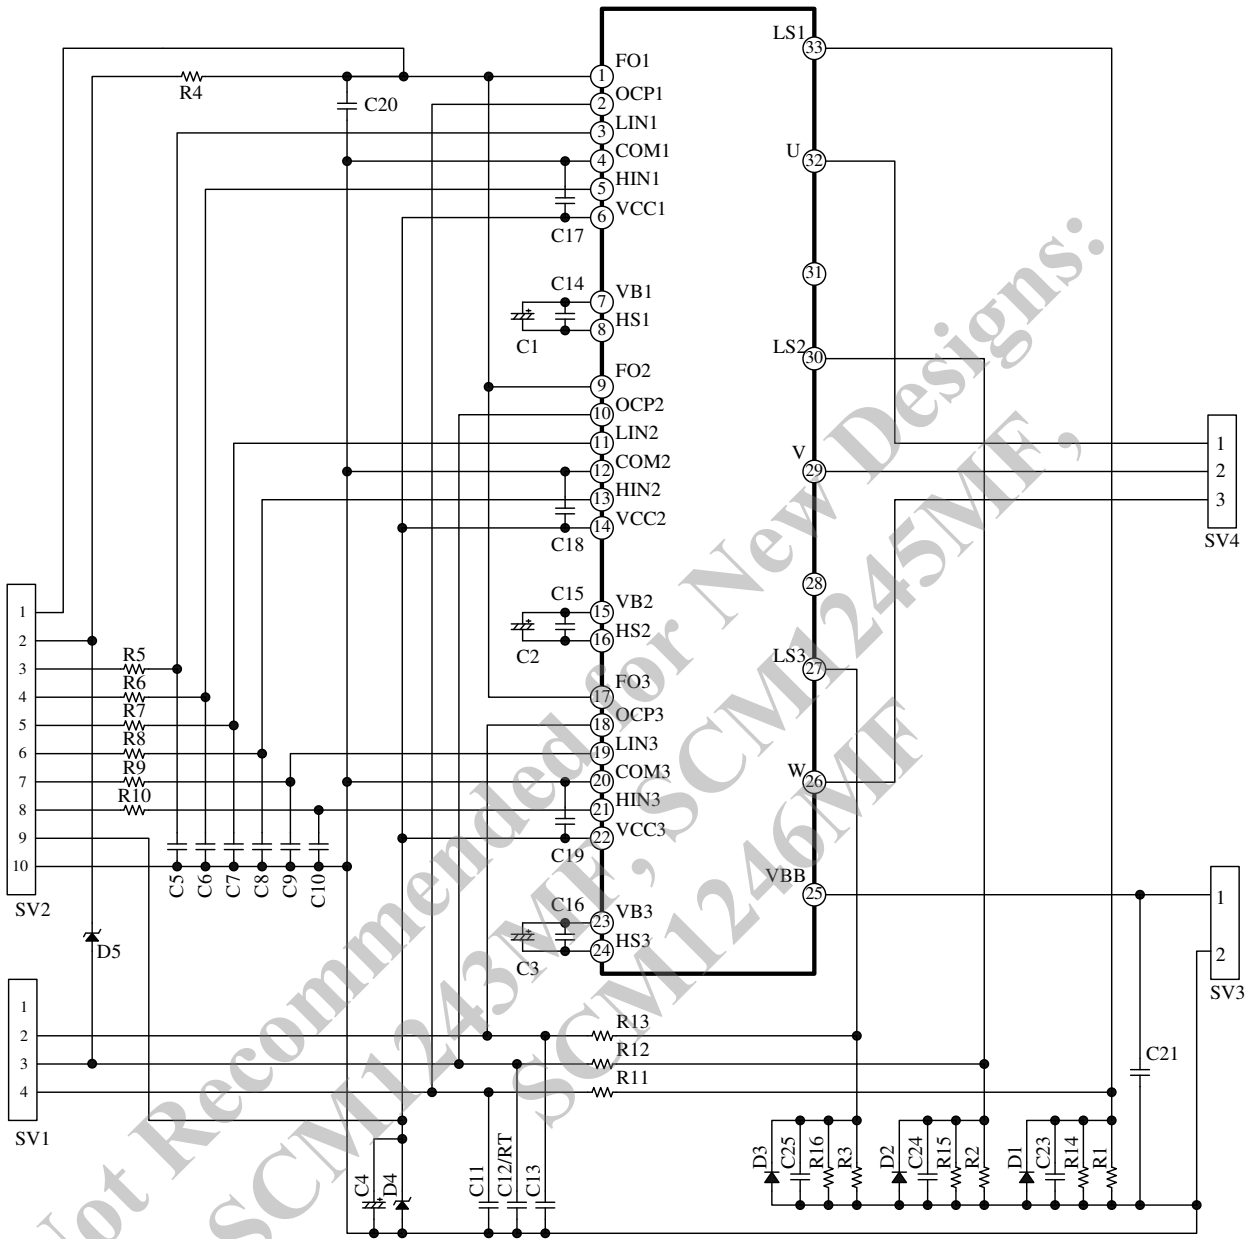 LS1
33
FO1
1
R4
OCP1
2
C20
LIN1
3
COM1
4
U
32
HIN1
5
VCC1
6
C17
31
C14
VB1
7
HS1
8
C1
LS2
30
FO2
9
OCP2
10
LIN2
11
1
COM2
12
V
29
2
HIN2
13
3
VCC2
14
C18
SV4
28
C15
VB2
15
1
HS2
16
2
C2
R5
3
LS3
27
R6
4
FO3
17
R7
5
OCP3
18
R8
6
LIN3
19
R9
7
COM3
20
W
26
R10
8
HIN3
21
9
VCC3
22
C19
10
C5
C6
C7
C8
C9
C10
VBB
25
1
SV2
C16
VB3
23
D5
HS3
24
2
C3
SV3
1
2
R13
3
R12
4
R11
C21
SV1
C4
D4
C11
C12/RT
C13
D3
C25
R16
R3
D2
C24
R15
R2
D1
C23
R14
R1
Not Recommended for New Designs:
SCM1243MF, SCM1245MF,
SCM1246MF